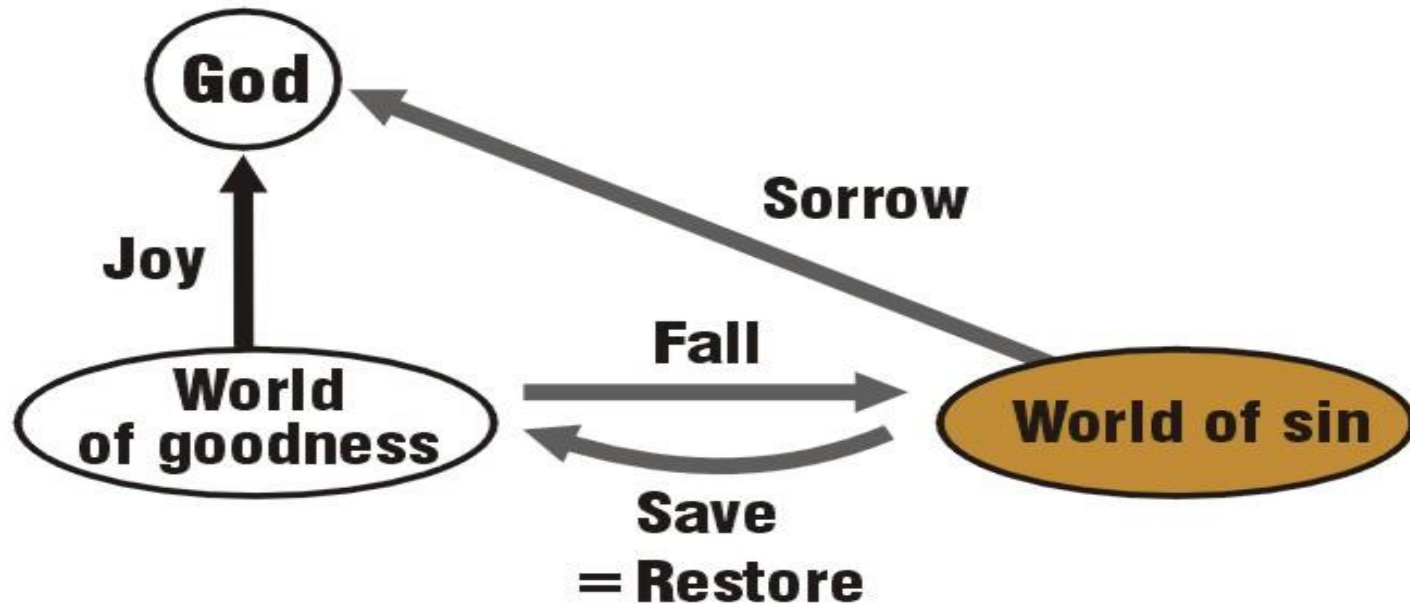 God
Sorrow
Joy
Fall
World
of goodness
World of sin
Save
= Restore